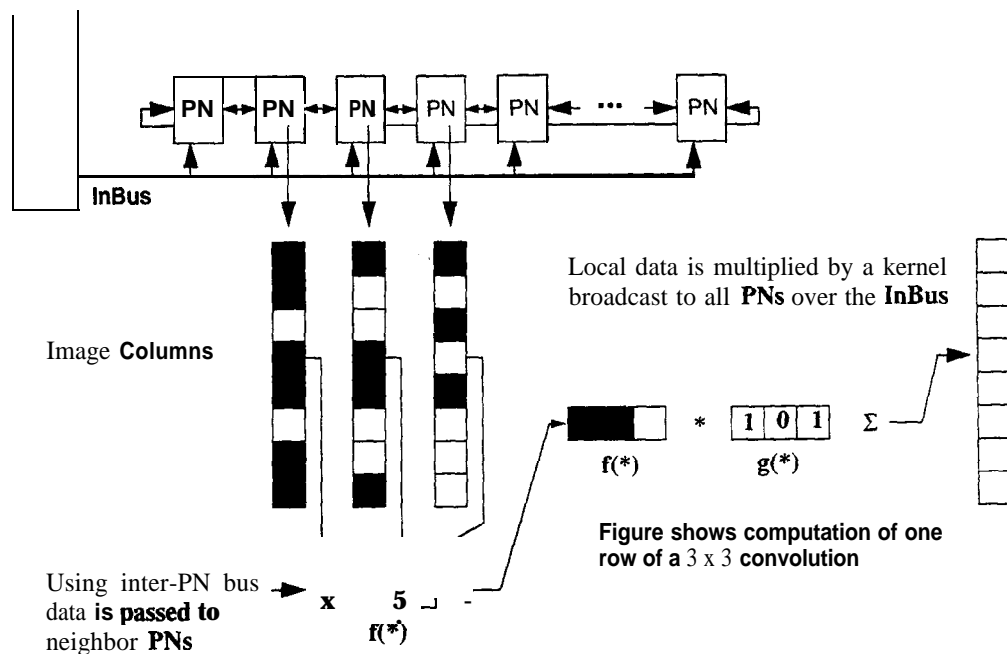 PN PN PN PN PN ... PN
InBus
Local data is multiplied by a kernel
broadcast to all PNs over the InBus
Image Columns
* 1 0 1 Σ
f(*) g(*)
Figure shows computation of one
row of a 3 x 3 convolution
Using inter-PN bus
data is passed to
neighbor PNs
x 5
f(*)